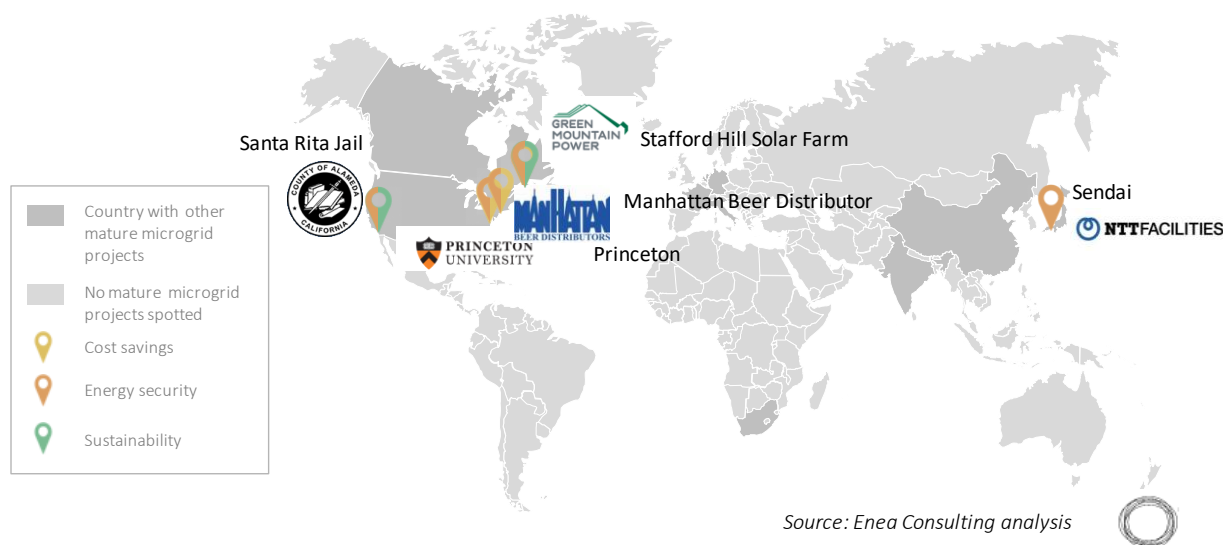 GREEN
MOUNTAIN
POWER
Stafford Hill Solar Farm
Santa Rita Jail
COUNTY OF ALAMEDA
CALIFORNIA
MANHATTAN
BEER DISTRIBUTORS
Manhattan Beer Distributor
PRINCETON
UNIVERSITY
Princeton
Sendai
NTTFACILITIES
Country with other
mature microgrid
projects
No mature microgrid
projects spotted
Cost savings
Energy security
Sustainability
Source: Enea Consulting analysis